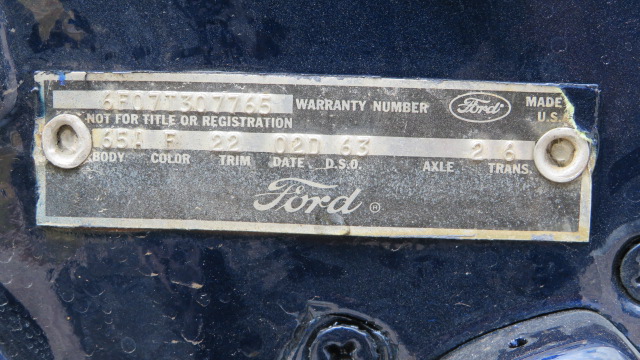 6F07T307765 WARRANTY NUMBER Ford MADE
NOT FOR TITLE OR REGISTRATION U.S.
65A F 22 02D 63 2 6
BODY COLOR TRIM DATE D.S.O. AXLE TRANS.
Ford ®